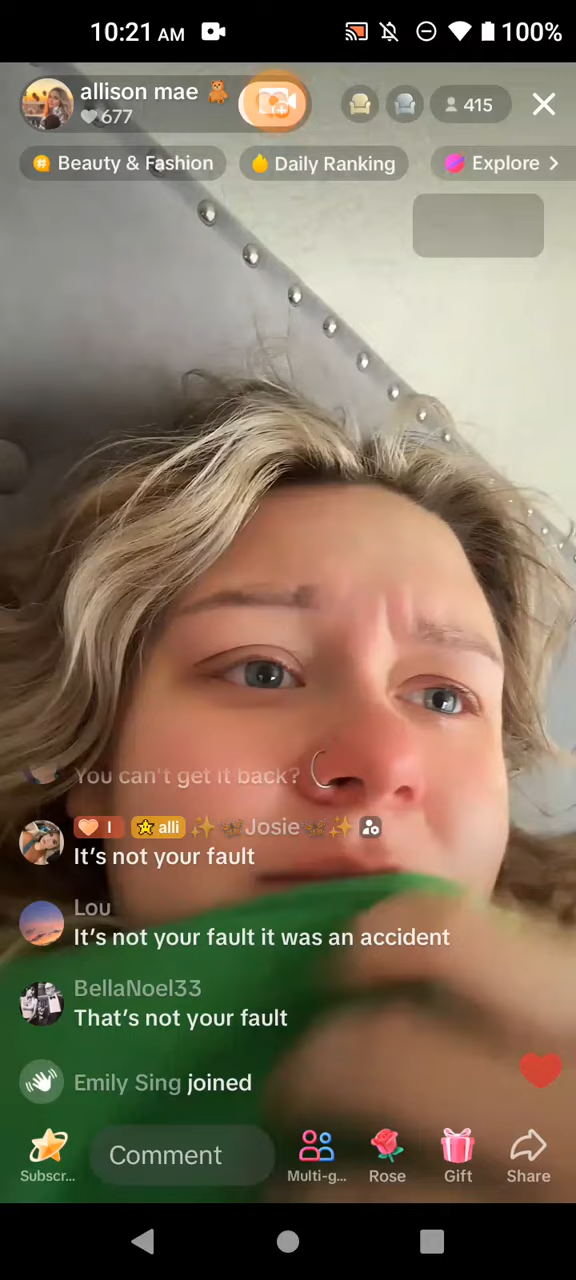 10:21 AM 100%
allison mae 🧸
677
415
Beauty & Fashion
Daily Ranking
Explore >
You can't get it back?
I alli ✨🦋Josie🦋✨
It's not your fault
Lou
It's not your fault it was an accident
BellaNoel33
That's not your fault
Emily Sing joined
Subscr...
Comment
Multi-g...
Rose
Gift
Share